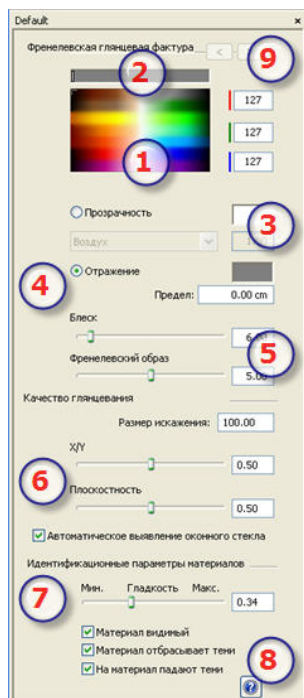 Default
×
Френелевская глянцевая фактура
<
9
2
127
127
127
1
Прозрачность
3
Воздух
4
Отражение
Предел:
0.00 cm
Блеск
Френелевский образ
5
5.00
Качество глянцевания
Размер искажения:
100.00
X/Y
0.50
6
Плоскостность
0.50
Автоматическое выявление оконного стекла
Идентификационные параметры материалов
7
Мин. Гладкость Макс.
0.34
Материал видимый
Материал отбрасывает тени
8
На материал падают тени
?